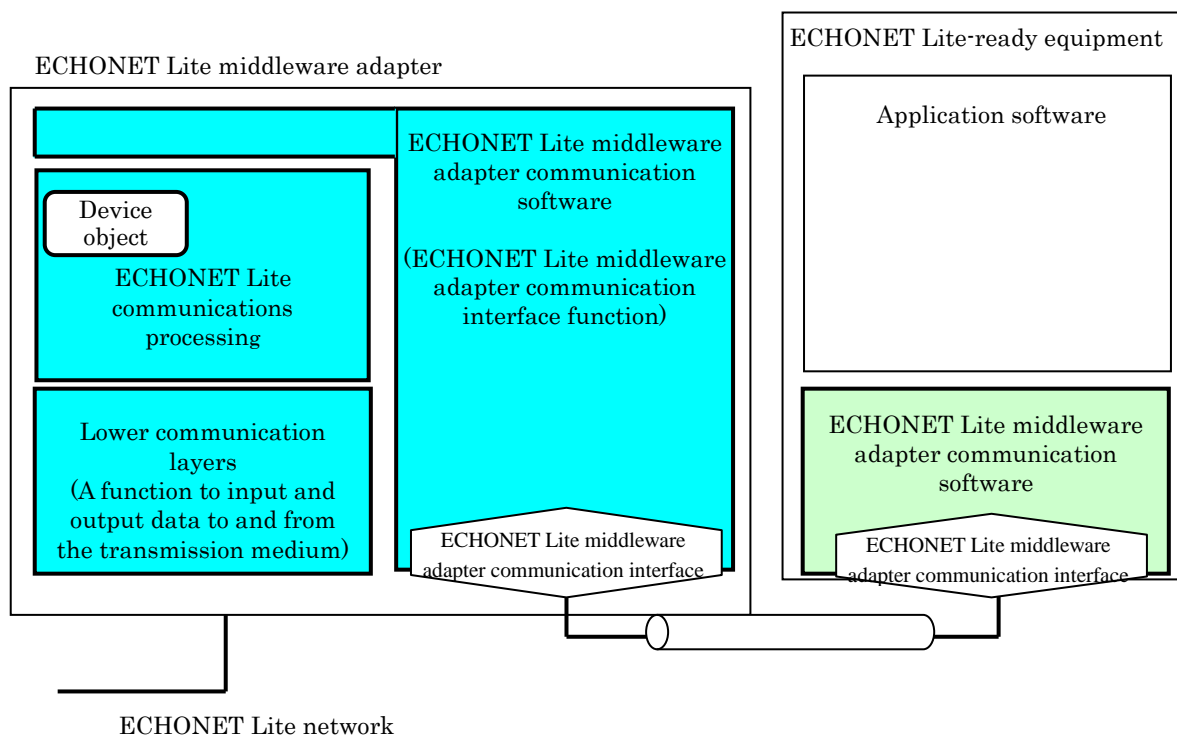 ECHONET Lite middleware adapter
ECHONET Lite middleware
adapter communication
software
(ECHONET Lite middleware
adapter communication
interface function)
Device
object
ECHONET Lite
communications
processing
Lower communication
layers
(A function to input and
output data to and from
the transmission medium)
ECHONET Lite middleware
adapter communication interface
ECHONET Lite network
ECHONET Lite-ready equipment
Application software
ECHONET Lite middleware
adapter communication
software
ECHONET Lite middleware
adapter communication interface